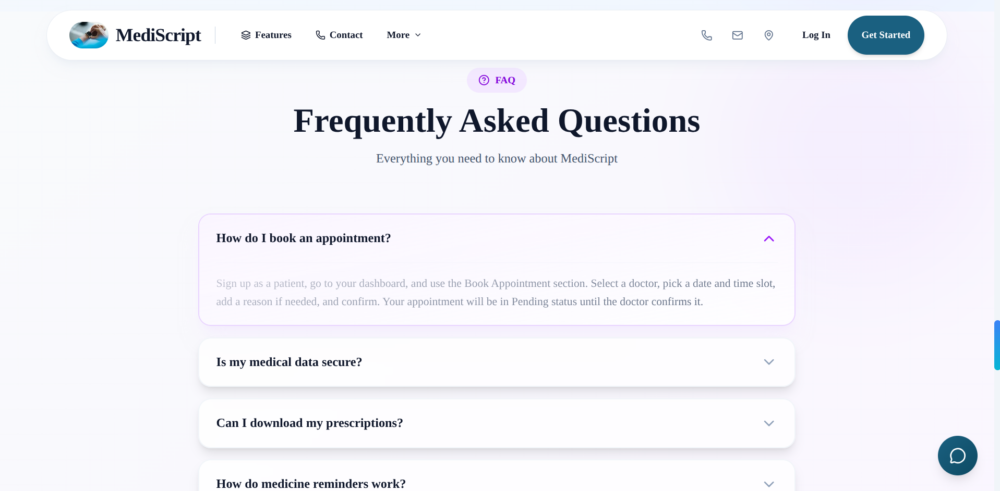 MediScript
Features
Contact
More
Log In
Get Started
FAQ
Frequently Asked Questions
Everything you need to know about MediScript
How do I book an appointment?
Sign up as a patient, go to your dashboard, and use the Book Appointment section. Select a doctor, pick a date and time slot,
add a reason if needed, and confirm. Your appointment will be in Pending status until the doctor confirms it.
Is my medical data secure?
Can I download my prescriptions?
How do medicine reminders work?